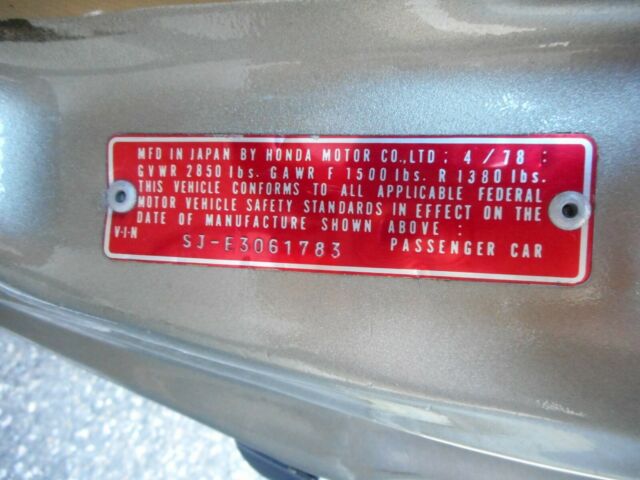 MFD IN JAPAN BY HONDA MOTOR CO.,LTD : 4 / 78 :
GVWR 2850 lbs. GAWR F 1500 lbs. R 1380 lbs.
THIS VEHICLE CONFORMS TO ALL APPLICABLE FEDERAL
MOTOR VEHICLE SAFETY STANDARDS IN EFFECT ON THE
DATE OF MANUFACTURE SHOWN ABOVE :
V-I-N SJ-E3061783 PASSENGER CAR